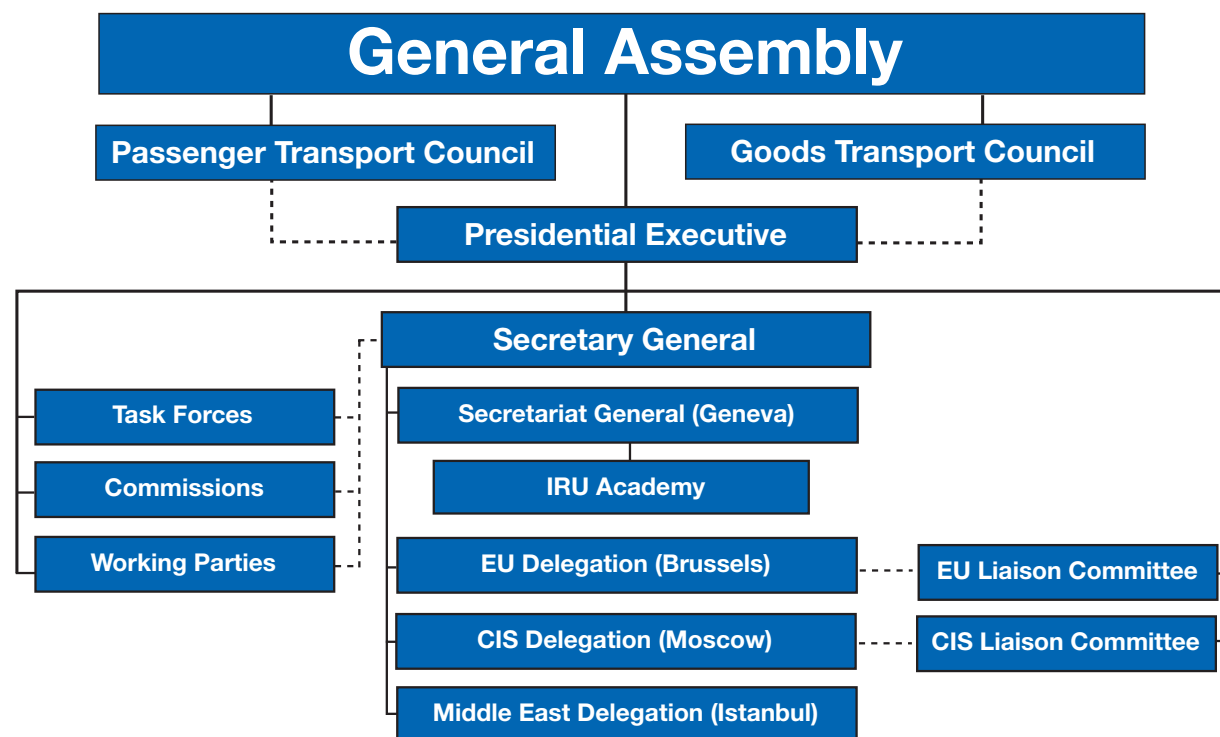 General Assembly
Passenger Transport Council
Goods Transport Council
Presidential Executive
Secretary General
Task Forces
Secretariat General (Geneva)
Commissions
IRU Academy
Working Parties
EU Delegation (Brussels)
EU Liaison Committee
CIS Delegation (Moscow)
CIS Liaison Committee
Middle East Delegation (Istanbul)